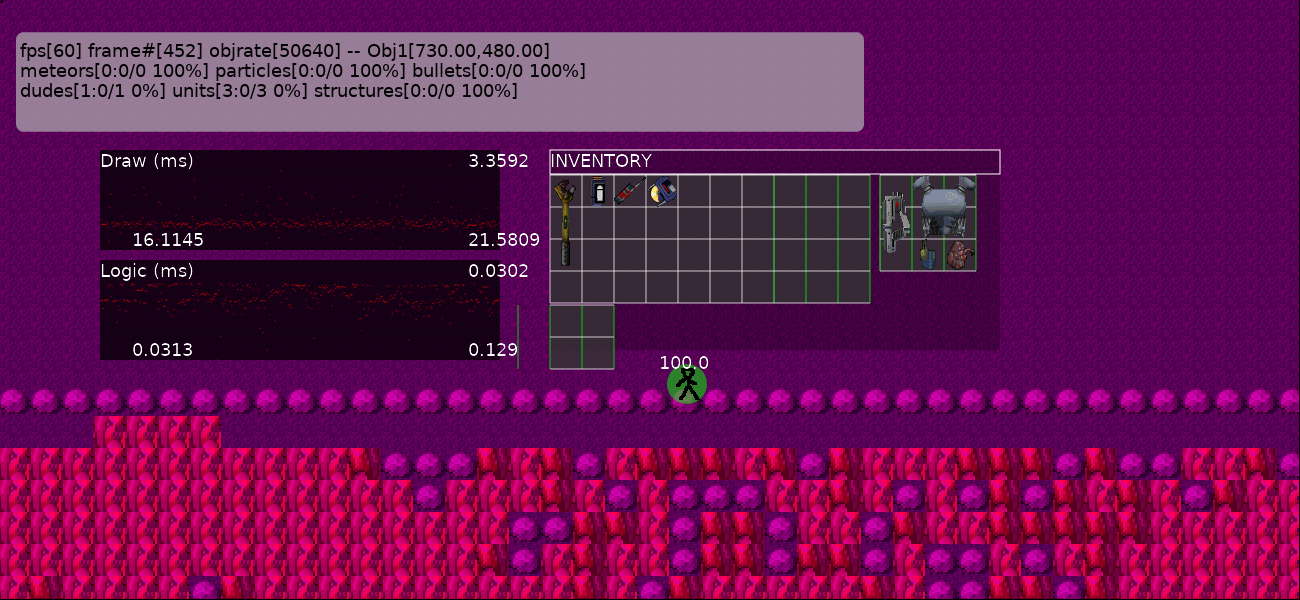 fps[60] frame#[452] objrate[50640] -- Obj1[730.00,480.00]
meteors[0:0/0 100%] particles[0:0/0 100%] bullets[0:0/0 100%]
dudes[1:0/1 0%] units[3:0/3 0%] structures[0:0/0 100%]
Draw (ms) 3.3592
16.1145 21.5809
Logic (ms) 0.0302
0.0313 0.129
INVENTORY
100.0